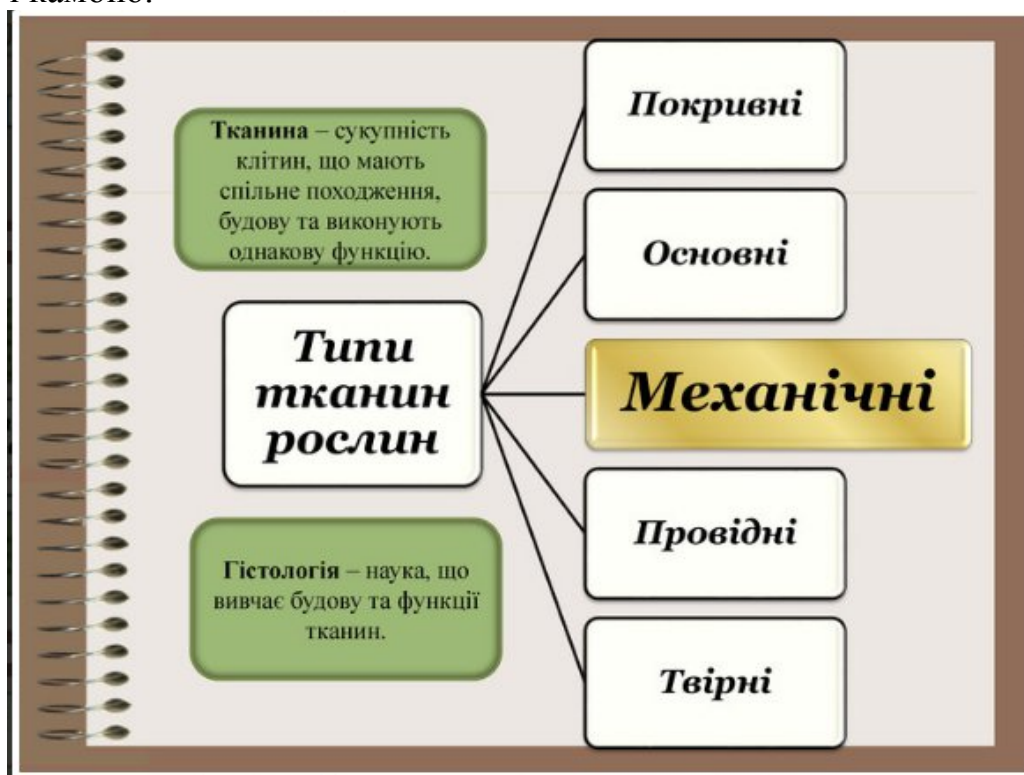 Тканина – сукупність
клітин, що мають
спільне походження,
будову та виконують
однакову функцію.
Типи
тканин
рослин
Гістологія – наука, що
вивчає будову та функції
тканин.
Покривні
Основні
Механічні
Провідні
Твірні